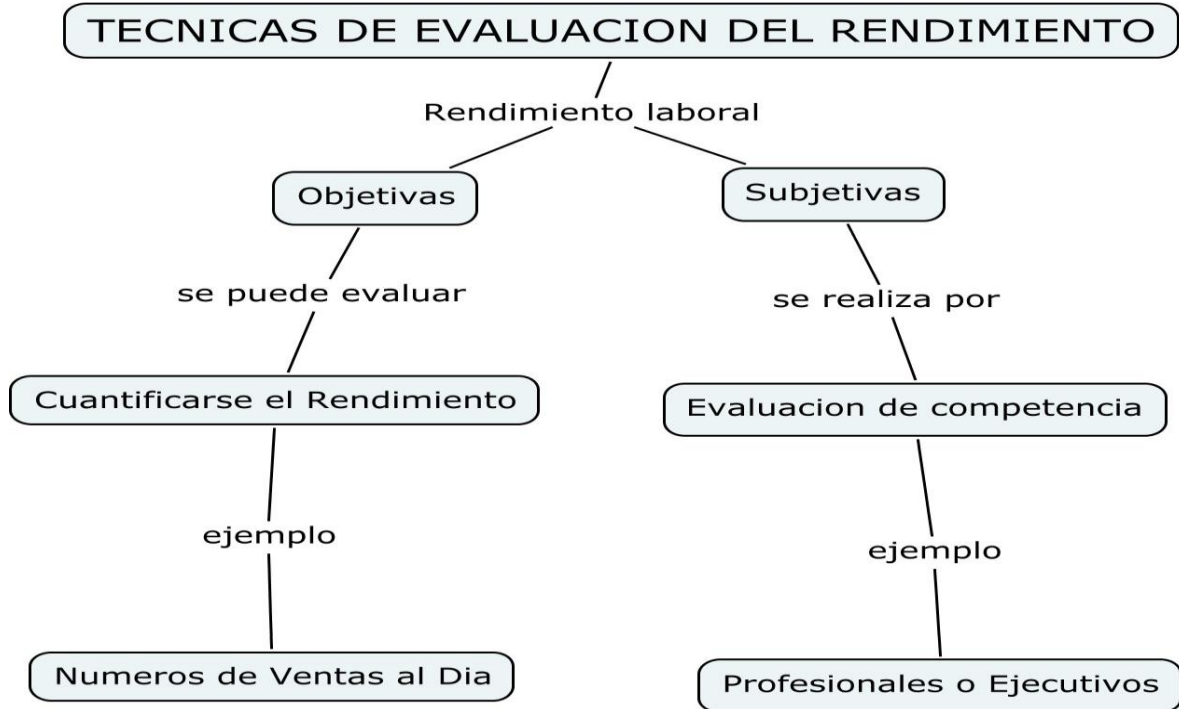 TECNICAS DE EVALUACION DEL RENDIMIENTO
Rendimiento laboral
Objetivas
se puede evaluar
Cuantificarse el Rendimiento
ejemplo
Numeros de Ventas al Dia
Subjetivas
se realiza por
Evaluacion de competencia
ejemplo
Profesionales o Ejecutivos